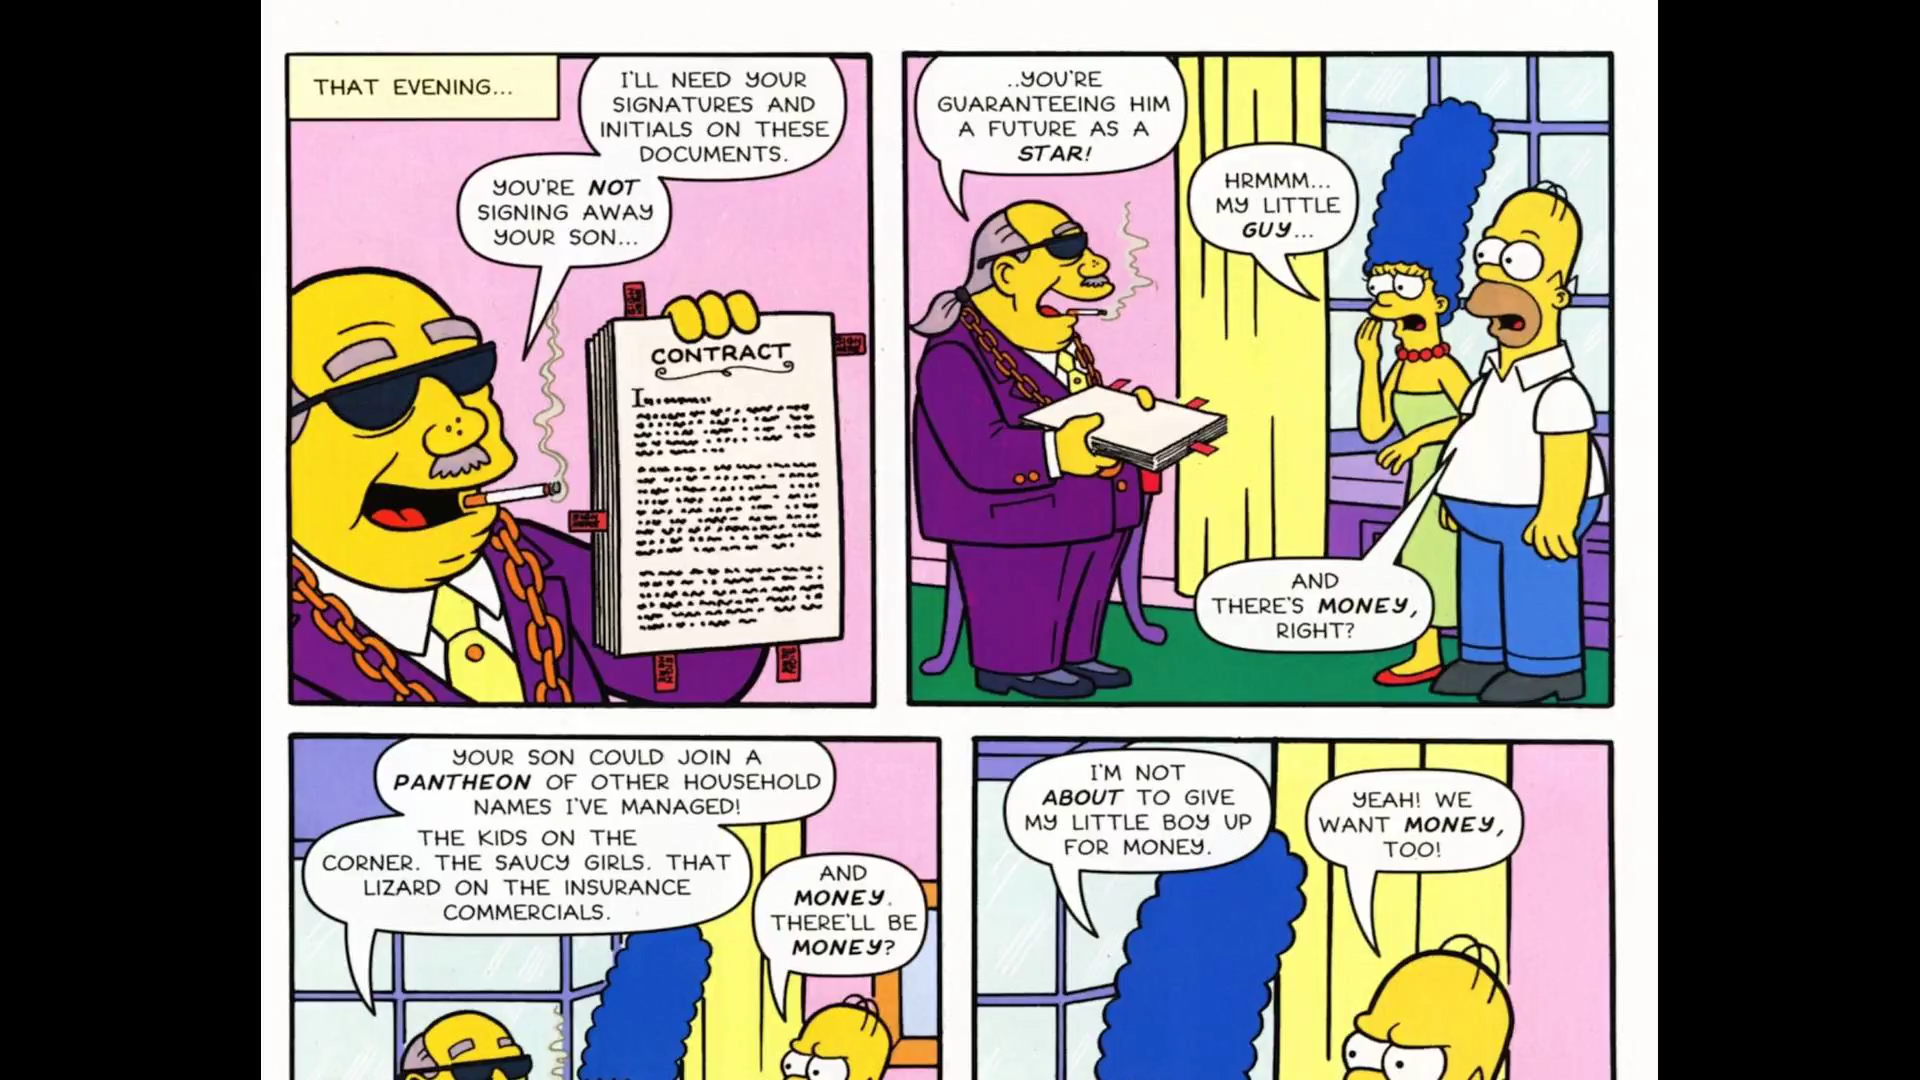 THAT EVENING...
I'LL NEED YOUR
SIGNATURES AND
INITIALS ON THESE
DOCUMENTS.
YOU'RE NOT
SIGNING AWAY
YOUR SON...
CONTRACT
..YOU'RE
GUARANTEEING HIM
A FUTURE AS A
STAR!
HRMMM...
MY LITTLE
GUY...
AND
THERE'S MONEY,
RIGHT?
YOUR SON COULD JOIN A
PANTHEON OF OTHER HOUSEHOLD
NAMES I'VE MANAGED!
THE KIDS ON THE
CORNER. THE SAUCY GIRLS. THAT
LIZARD ON THE INSURANCE
COMMERCIALS.
AND
MONEY.
THERE'LL BE
MONEY?
I'M NOT
ABOUT TO GIVE
MY LITTLE BOY UP
FOR MONEY.
YEAH! WE
WANT MONEY,
TOO!